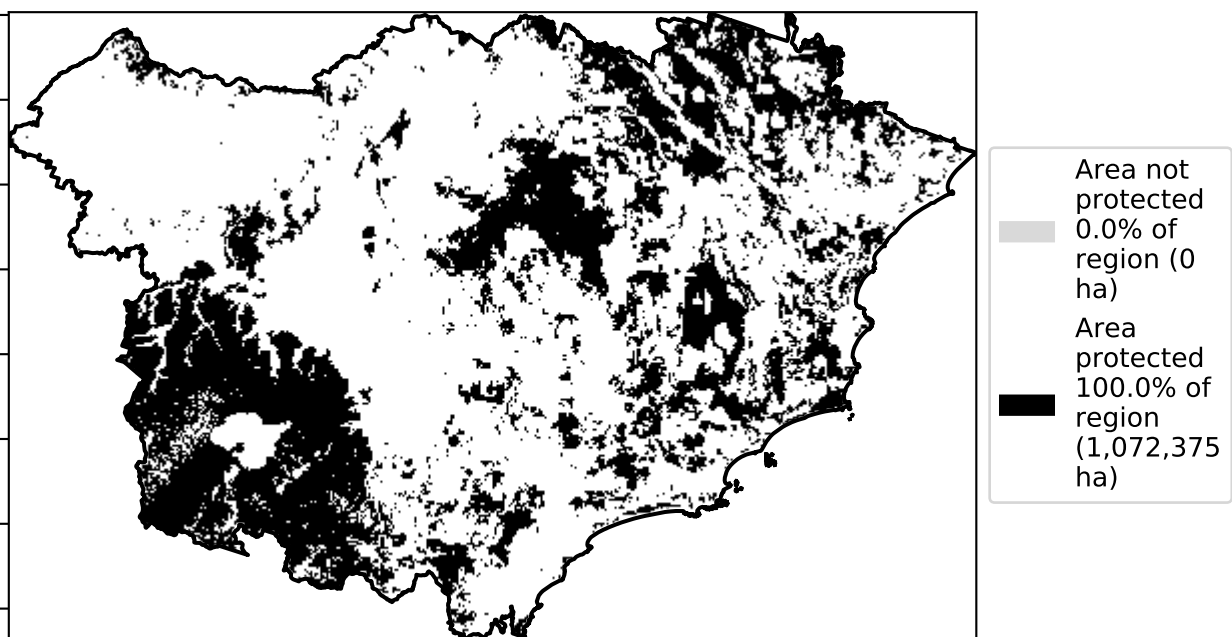 Area not
protected
0.0% of
region (0
ha)
Area
protected
100.0% of
region
(1,072,375
ha)